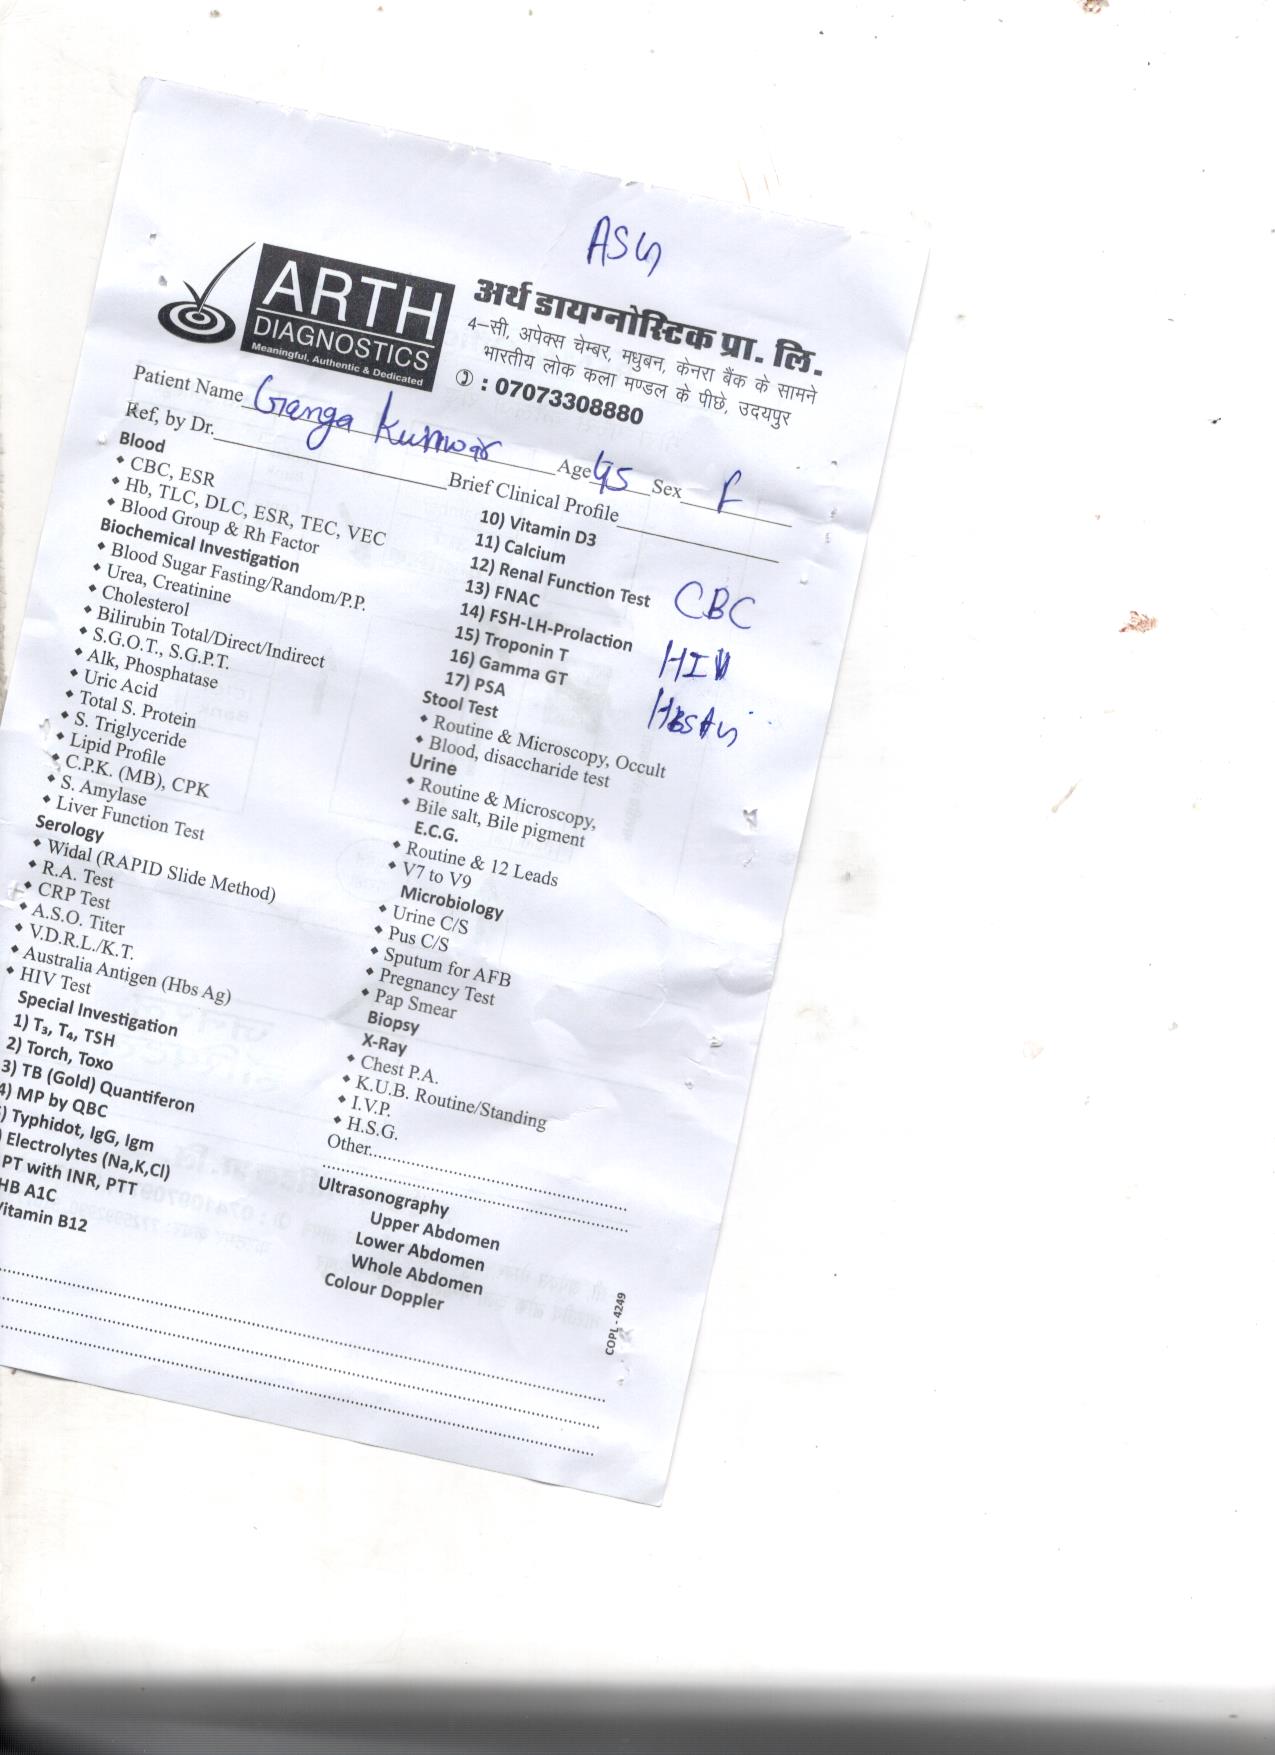 ASG
ARTH
DIAGNOSTICS
Meaningful, Authentic & Dedicated
अर्थ डायग्नोस्टिक प्रा. लि.
4–सी, अपेक्स चेम्बर, मधुबन, केनरा बैंक के सामने
भारतीय लोक कला मण्डल के पीछे, उदयपुर
: 07073308880
Patient Name Ganga Kunwar Age 45 Sex F
Ref, by Dr. Brief Clinical Profile
Blood
CBC, ESR
Hb, TLC, DLC, ESR, TEC, VEC
Blood Group & Rh Factor
Biochemical Investigation
Blood Sugar Fasting/Random/P.P.
Urea, Creatinine
Cholesterol
Bilirubin Total/Direct/Indirect
S.G.O.T., S.G.P.T.
Alk, Phosphatase
Uric Acid
Total S. Protein
S. Triglyceride
Lipid Profile
C.P.K. (MB), CPK
S. Amylase
Liver Function Test
Serology
Widal (RAPID Slide Method)
R.A. Test
CRP Test
A.S.O. Titer
V.D.R.L./K.T.
Australia Antigen (Hbs Ag)
HIV Test
Special Investigation
1) T₃, T₄, TSH
2) Torch, Toxo
3) TB (Gold) Quantiferon
4) MP by QBC
) Typhidot, IgG, Igm
) Electrolytes (Na,K,Cl)
PT with INR, PTT
HB A1C
Vitamin B12
10) Vitamin D3
11) Calcium
12) Renal Function Test
13) FNAC
14) FSH-LH-Prolaction
15) Troponin T
16) Gamma GT
17) PSA
Stool Test
Routine & Microscopy, Occult
Blood, disaccharide test
Urine
Routine & Microscopy,
Bile salt, Bile pigment
E.C.G.
Routine & 12 Leads
V7 to V9
Microbiology
Urine C/S
Pus C/S
Sputum for AFB
Pregnancy Test
Pap Smear
Biopsy
X-Ray
Chest P.A.
K.U.B. Routine/Standing
I.V.P.
H.S.G.
Other
Ultrasonography
Upper Abdomen
Lower Abdomen
Whole Abdomen
Colour Doppler
CBC
HIV
HBsAg
COPL - 4249